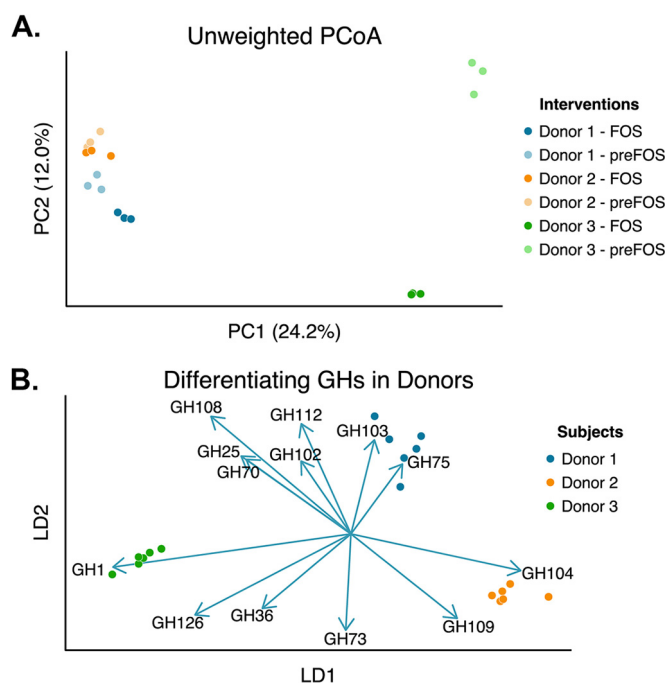 A.
Unweighted PCoA
PC2 (12.0%)
PC1 (24.2%)
Interventions
Donor 1 - FOS
Donor 1 - preFOS
Donor 2 - FOS
Donor 2 - preFOS
Donor 3 - FOS
Donor 3 - preFOS
B.
Differentiating GHs in Donors
GH108
GH112
GH103
GH25
GH102
GH75
GH70
GH1
GH104
GH126
GH36
GH73
GH109
LD2
LD1
Subjects
Donor 1
Donor 2
Donor 3